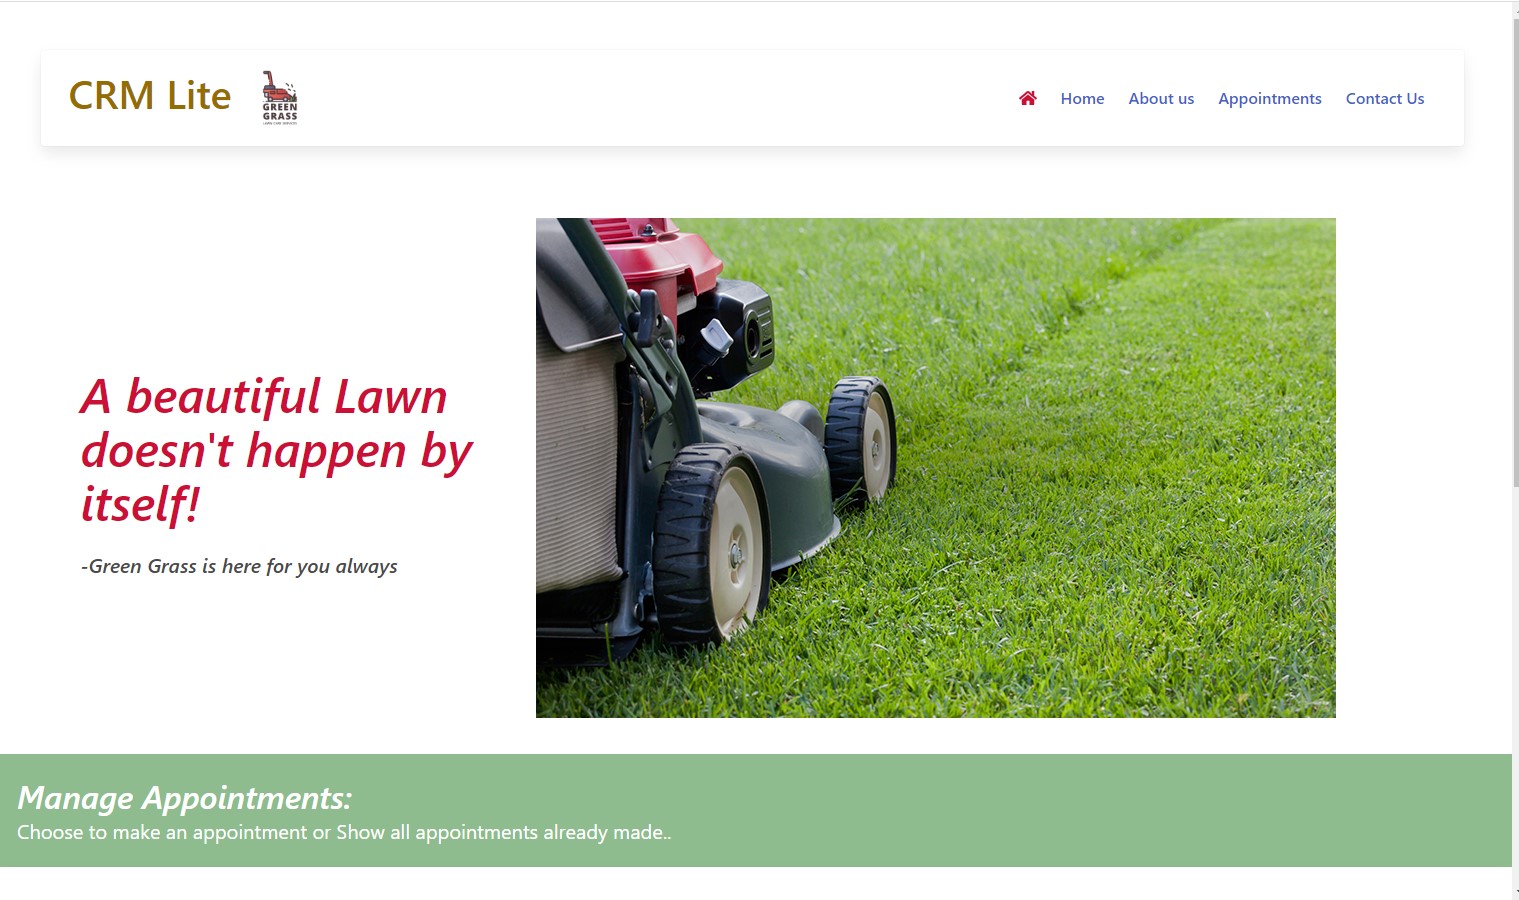 CRM Lite
GREEN
GRASS
Home
About us
Appointments
Contact Us
A beautiful Lawn
doesn't happen by
itself!
-Green Grass is here for you always
Manage Appointments:
Choose to make an appointment or Show all appointments already made..